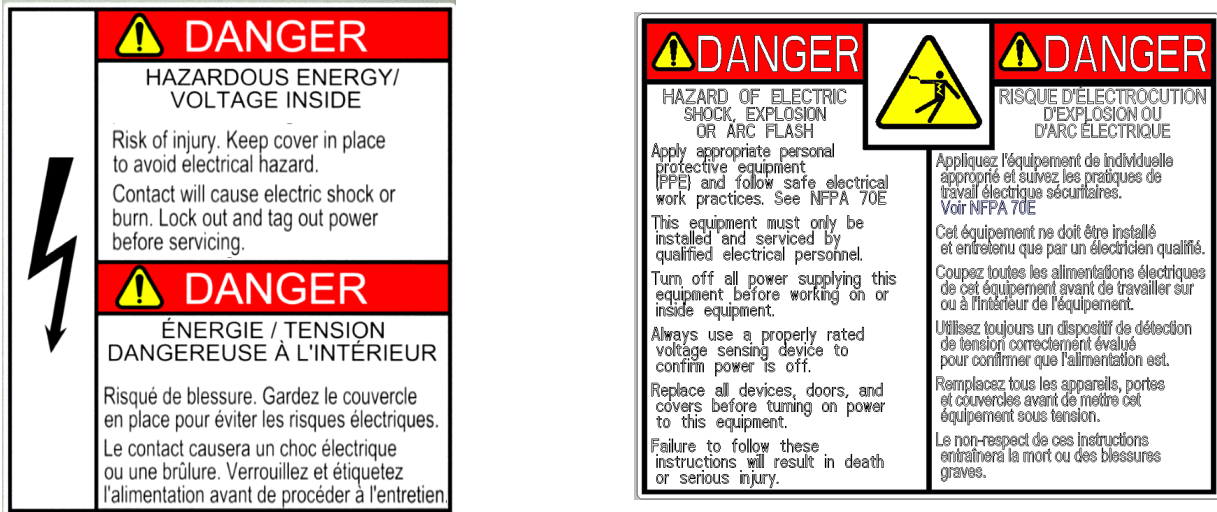 DANGER
HAZARDOUS ENERGY/
VOLTAGE INSIDE
Risk of injury. Keep cover in place
to avoid electrical hazard.
Contact will cause electric shock or
burn. Lock out and tag out power
before servicing.
DANGER
ÉNERGIE / TENSION
DANGEREUSE À L'INTÉRIEUR
Risqué de blessure. Gardez le couvercle
en place pour éviter les risques électriques.
Le contact causera un choc électrique
ou une brûlure. Verrouillez et étiquetez
l'alimentation avant de procéder à l'entretien.
DANGER
HAZARD OF ELECTRIC
SHOCK, EXPLOSION
OR ARC FLASH
Apply appropriate personal
protective equipment
(PPE) and follow safe electrical
work practices. See NFPA 70E
This equipment must only be
installed and serviced by
qualified electrical personnel.
Turn off all power supplying this
equipment before working on or
inside equipment.
Always use a properly rated
voltage sensing device to
confirm power is off.
Replace all devices, doors, and
covers before turning on power
to this equipment.
Failure to follow these
instructions will result in death
or serious injury.
DANGER
RISQUE D'ÉLECTROCUTION
D'EXPLOSION OU
D'ARC ÉLECTRIQUE
Appliquez l'équipement de individuelle
approprié et suivez les pratiques de
travail électrique sécuritaires.
Voir NFPA 70E
Cet équipement ne doit être installé
et entretenu que par un électricien qualifié.
Coupez toutes les alimentations électriques
de cet équipement avant de travailler sur
ou à l'intérieur de l'équipement.
Utilisez toujours un dispositif de détection
de tension correctement évalué
pour confirmer que l'alimentation est.
Remplacez tous les appareils, portes
et couvercles avant de mettre cet
équipement sous tension.
Le non-respect de ces instructions
entraînera la mort ou des blessures
graves.